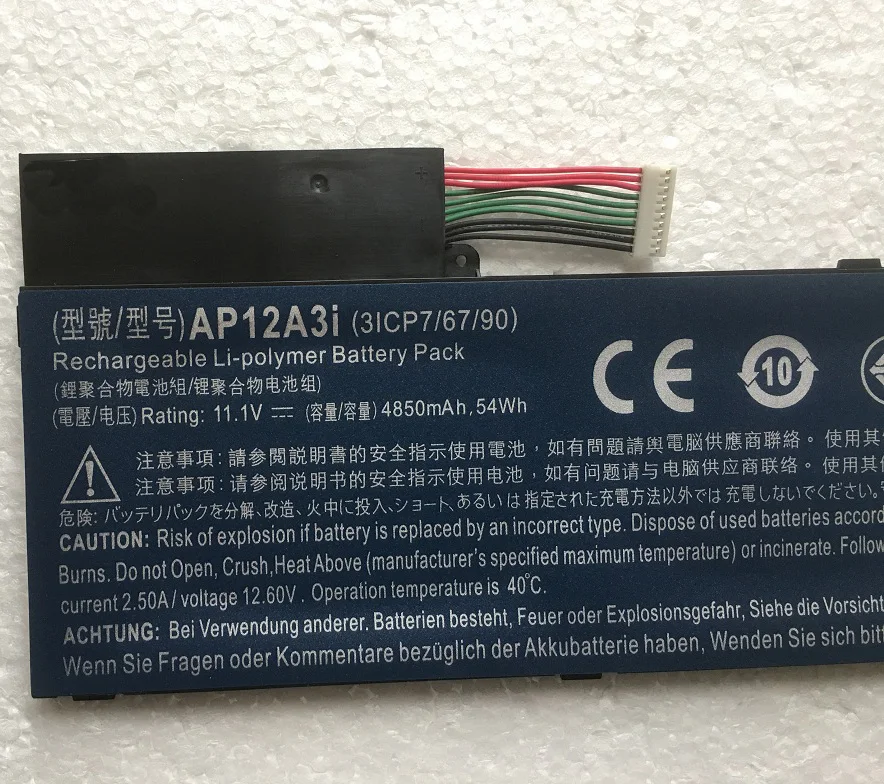 (型號/型号)AP12A3i (3ICP7/67/90)
Rechargeable Li-polymer Battery Pack
(鋰聚合物電池組/锂聚合物电池组)
(電壓/电压) Rating: 11.1V ⎓ (容量/容量) 4850mAh, 54Wh
CE
10
注意事項：請參閱説明書的安全指示使用電池，如有問題請與電腦供應商聯絡。使用其
注意事项：请参阅说明书的安全指示使用电池，如有问题请与电脑供应商联络。使用其
危険: バッテリパックを分解、改造、火中に投入、ショート、あるいは指定された充電方法以外では充電しないでください。
CAUTION: Risk of explosion if battery is replaced by an incorrect type. Dispose of used batteries accord
Burns. Do not Open, Crush,Heat Above (manufacturer's specified maximum temperature) or incinerate. Follow
current 2.50A / voltage 12.60V . Operation temperature is 40°C.
ACHTUNG: Bei Verwendung anderer. Batterien besteht, Feuer oder Explosionsgefahr, Siehe die Vorsicht
Wenn Sie Fragen oder Kommentare bezüglich der Akkubatterie haben, Wenden Sie sich bitt